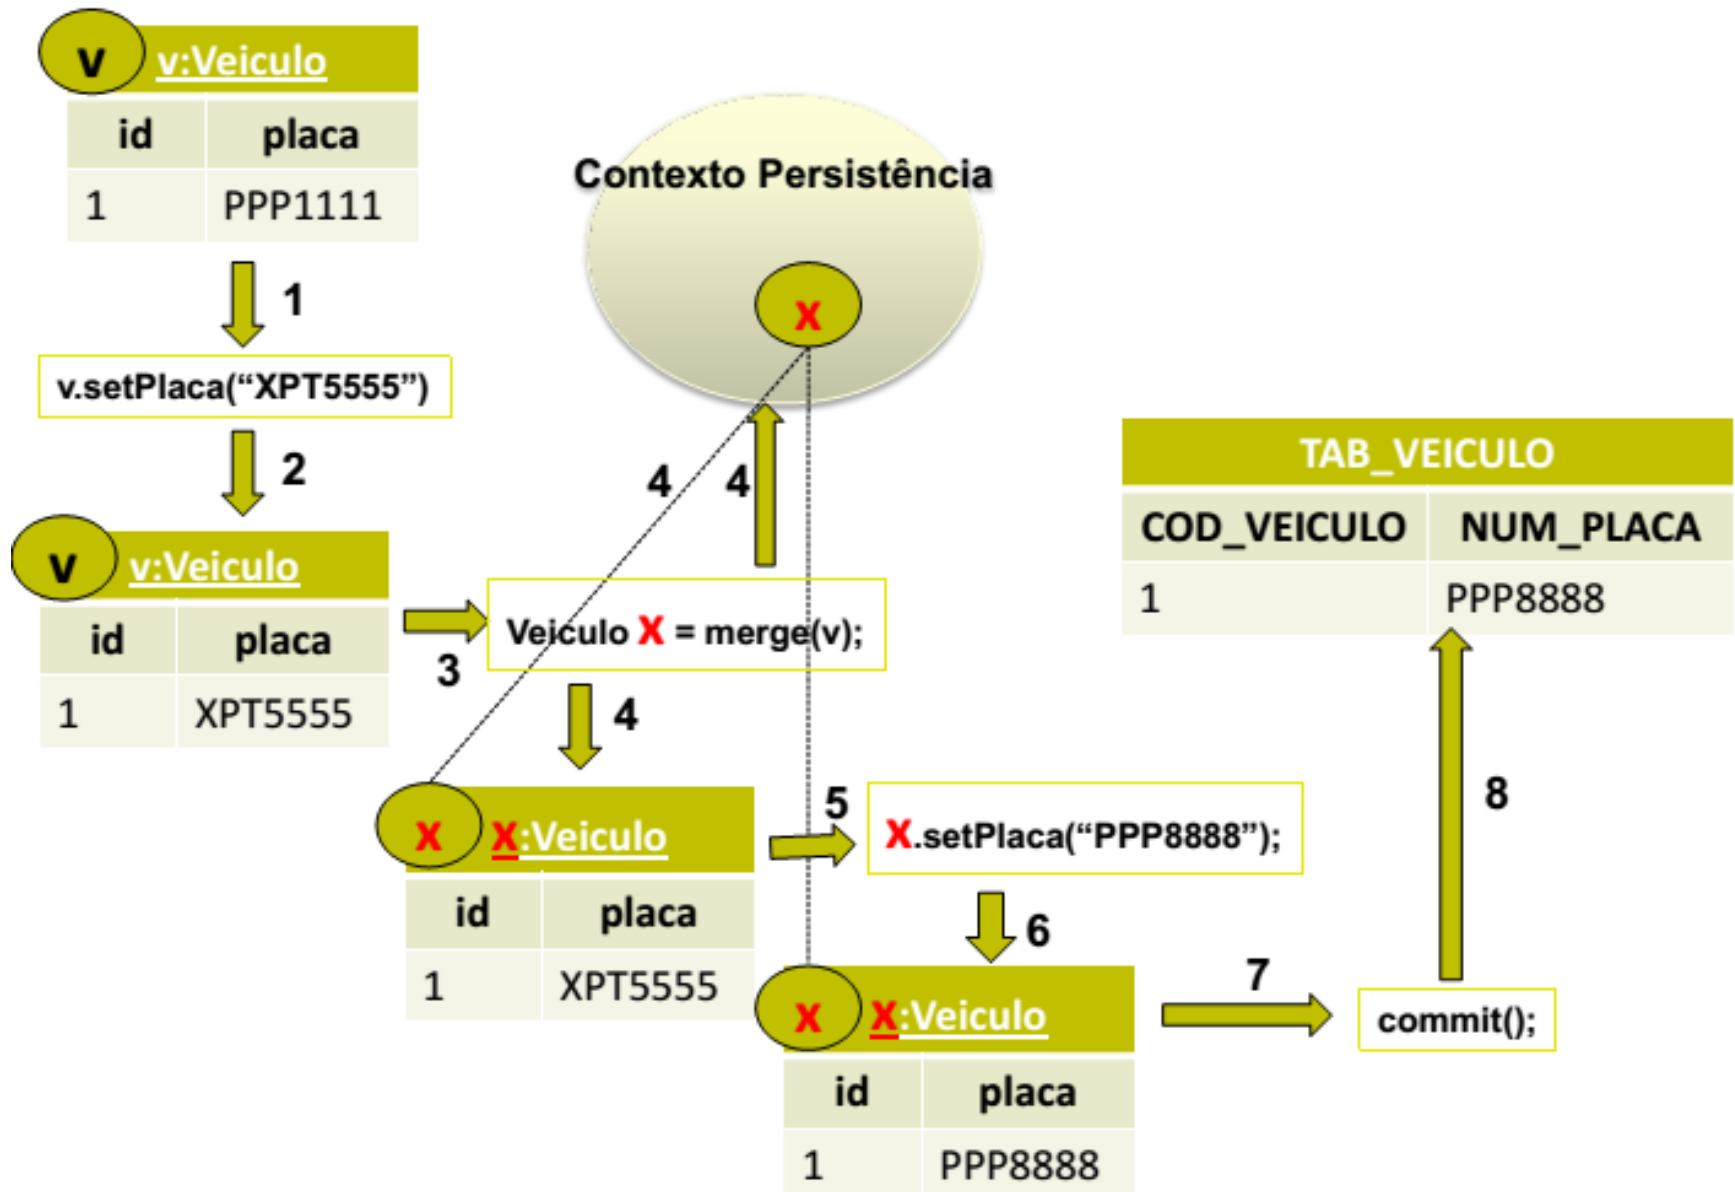 v v:Veiculo
id placa
1 PPP1111
1
v.setPlaca(“XPT5555”)
2
v v:Veiculo
id placa
1 XPT5555
3
Veiculo X = merge(v);
4
4
4
Contexto Persistência
x
x X:Veiculo
id placa
1 XPT5555
5
X.setPlaca(“PPP8888”);
6
x X:Veiculo
id placa
1 PPP8888
7
commit();
8
TAB_VEICULO
COD_VEICULO NUM_PLACA
1 PPP8888